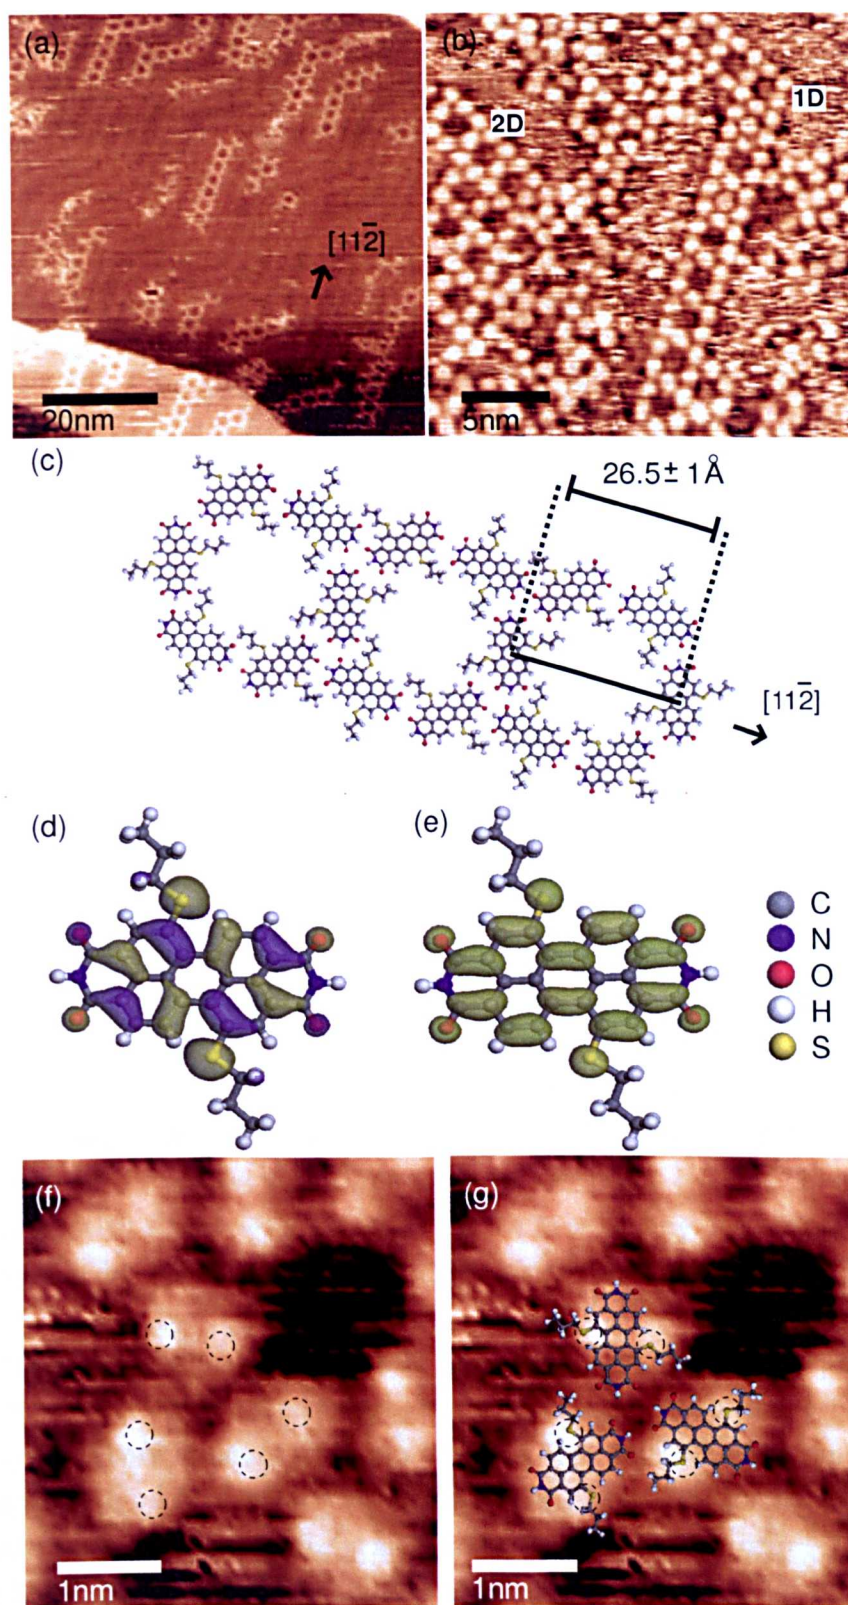 (a)
[112̄]
20nm
(b)
1D
2D
5nm
(c)
26.5 ± 1Å
[112̄]
(d)
(e)
C
N
O
H
S
(f)
1nm
(g)
1nm